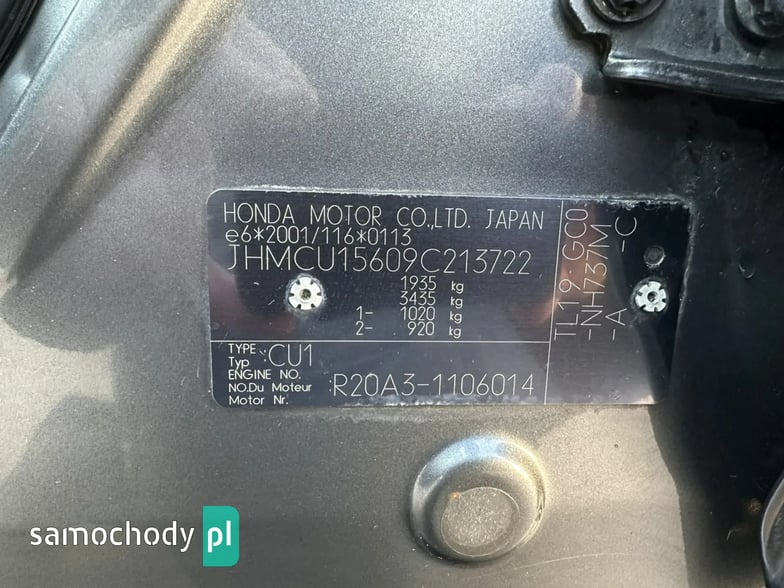 HONDA MOTOR CO.,LTD. JAPAN
e6*2001/116*0113
JHMCU15609C213722
1935 kg
3435 kg
1- 1020 kg
2- 920 kg
TYPE
Typ :CU1
ENGINE NO.
NO.Du Moteur :R20A3-1106014
Motor Nr.
TL19 GC0
-NH737M
-A -C
samochody pl